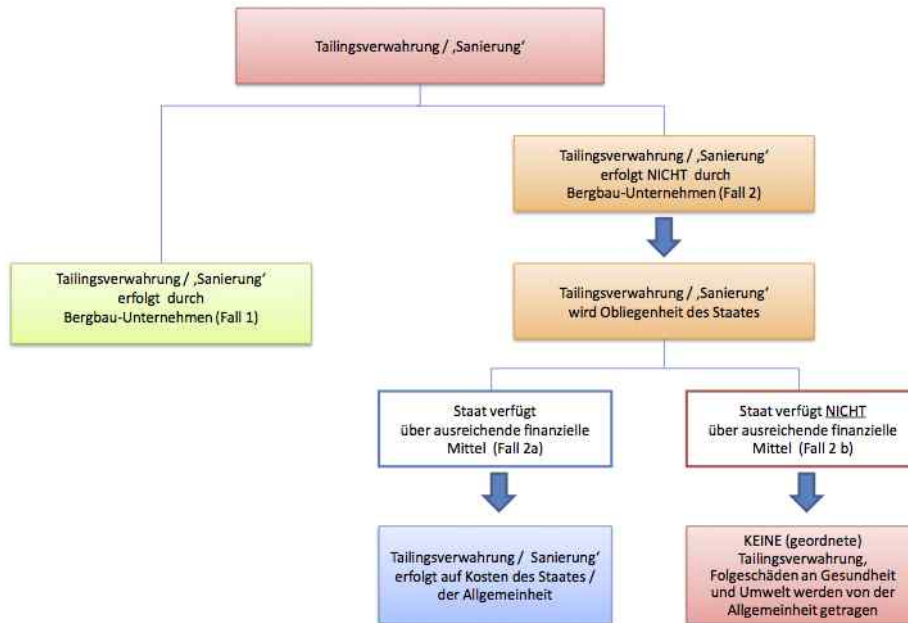 Tailingsverwahrung / ‚Sanierung‘
Tailingsverwahrung / ‚Sanierung‘
erfolgt NICHT durch
Bergbau-Unternehmen (Fall 2)
Tailingsverwahrung / ‚Sanierung‘
erfolgt durch
Bergbau-Unternehmen (Fall 1)
Tailingsverwahrung / ‚Sanierung‘
wird Obliegenheit des Staates
Staat verfügt
über ausreichende finanzielle
Mittel (Fall 2a)
Staat verfügt NICHT
über ausreichende finanzielle
Mittel (Fall 2 b)
Tailingsverwahrung / Sanierung‘
erfolgt auf Kosten des Staates /
der Allgemeinheit
KEINE (geordnete)
Tailingsverwahrung,
Folgeschäden an Gesundheit
und Umwelt werden von der
Allgemeinheit getragen